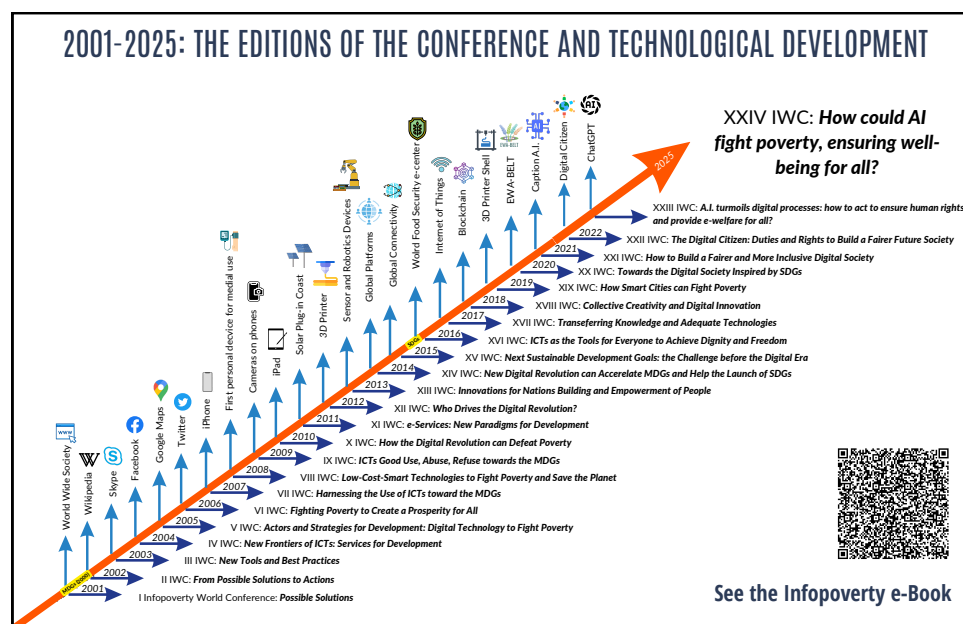 2001-2025: THE EDITIONS OF THE CONFERENCE AND TECHNOLOGICAL DEVELOPMENT
XXIV IWC: How could AI
fight poverty, ensuring well-
being for all?
2025
XXIII IWC: A.I. turmoils digital processes: how to act to ensure human rights
and provide e-welfare for all?
2022
XXII IWC: The Digital Citizen: Duties and Rights to Build a Fairer Future Society
2021
XXI IWC: How to Build a Fairer and More Inclusive Digital Society
2020
XX IWC: Towards the Digital Society Inspired by SDGs
2019
XIX IWC: How Smart Cities can Fight Poverty
2018
XVIII IWC: Collective Creativity and Digital Innovation
2017
XVII IWC: Transeferring Knowledge and Adequate Technologies
2016
XVI IWC: ICTs as the Tools for Everyone to Achieve Dignity and Freedom
SDGs
2015
XV IWC: Next Sustainable Development Goals: the Challenge before the Digital Era
2014
XIV IWC: New Digital Revolution can Accerelate MDGs and Help the Launch of SDGs
2013
XIII IWC: Innovations for Nations Building and Empowerment of People
2012
XII IWC: Who Drives the Digital Revolution?
2011
XI IWC: e-Services: New Paradigms for Development
2010
X IWC: How the Digital Revolution can Defeat Poverty
2009
IX IWC: ICTs Good Use, Abuse, Refuse towards the MDGs
2008
VIII IWC: Low-Cost-Smart Technologies to Fight Poverty and Save the Planet
2007
VII IWC: Harnessing the Use of ICTs toward the MDGs
2006
VI IWC: Fighting Poverty to Create a Prosperity for All
2005
V IWC: Actors and Strategies for Development: Digital Technology to Fight Poverty
2004
IV IWC: New Frontiers of ICTs: Services for Development
2003
III IWC: New Tools and Best Practices
2002
II IWC: From Possible Solutions to Actions
MDGs (2000)
2001
I Infopoverty World Conference: Possible Solutions
WWW
World Wide Society
W
Wikipedia
S
Skype
f
Facebook
Google Maps
Twitter
iPhone
First personal device for medial use
Cameras on phones
iPad
Solar Plug-in Coast
3D Printer
Sensor and Robotics Devices
Global Platforms
Global Connectivity
World Food Security e-center
Internet of Things
Blockchain
3D Printer Shell
EWA-BELT
EWA-BELT
AI
Caption A.I.
Digital Citizen
AI
ChatGPT
See the Infopoverty e-Book